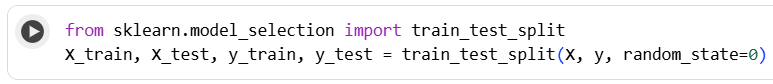 from sklearn.model_selection import train_test_split
X_train, X_test, y_train, y_test = train_test_split(X, y, random_state=0)